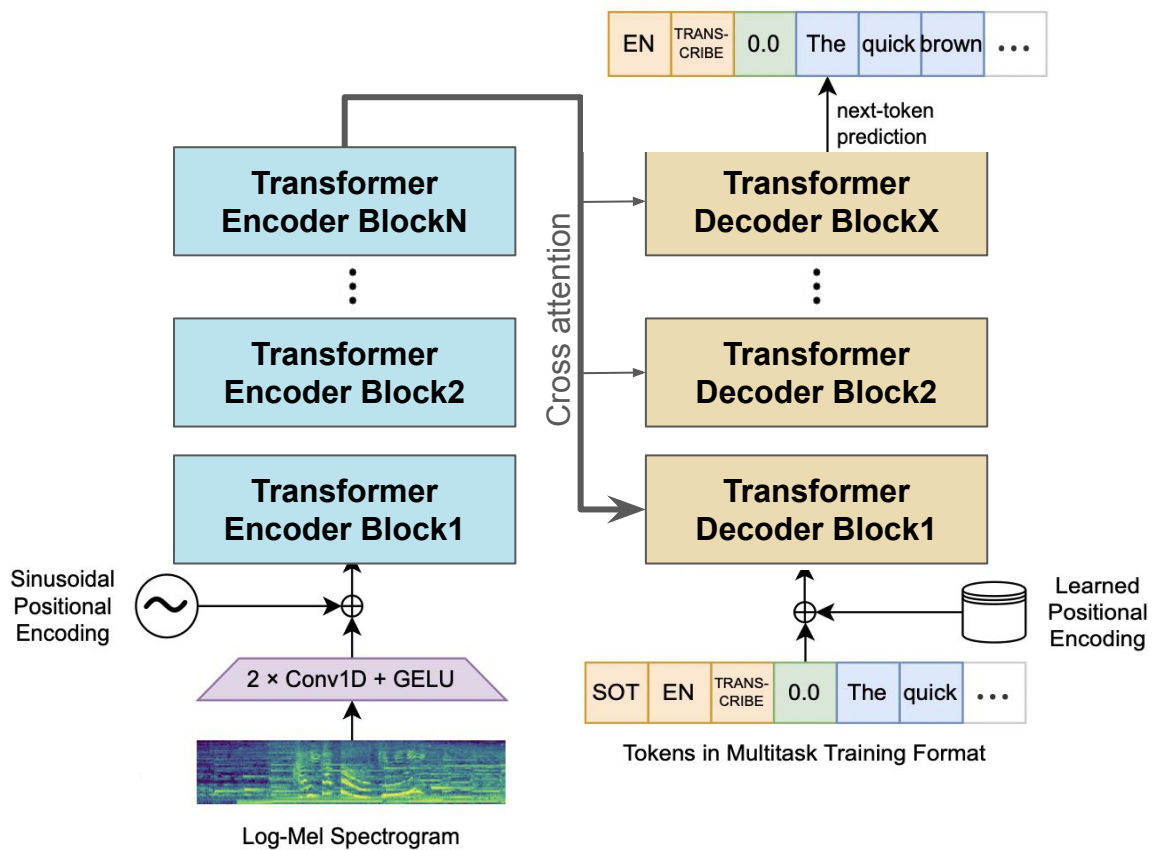 EN TRANS-CRIBE 0.0 The quick brown ...
next-token
prediction
Transformer
Encoder BlockN
Transformer
Decoder BlockX
Cross attention
Transformer
Encoder Block2
Transformer
Decoder Block2
Transformer
Encoder Block1
Transformer
Decoder Block1
Sinusoidal
Positional
Encoding
Learned
Positional
Encoding
2 × Conv1D + GELU
SOT EN TRANS-CRIBE 0.0 The quick ...
Tokens in Multitask Training Format
Log-Mel Spectrogram